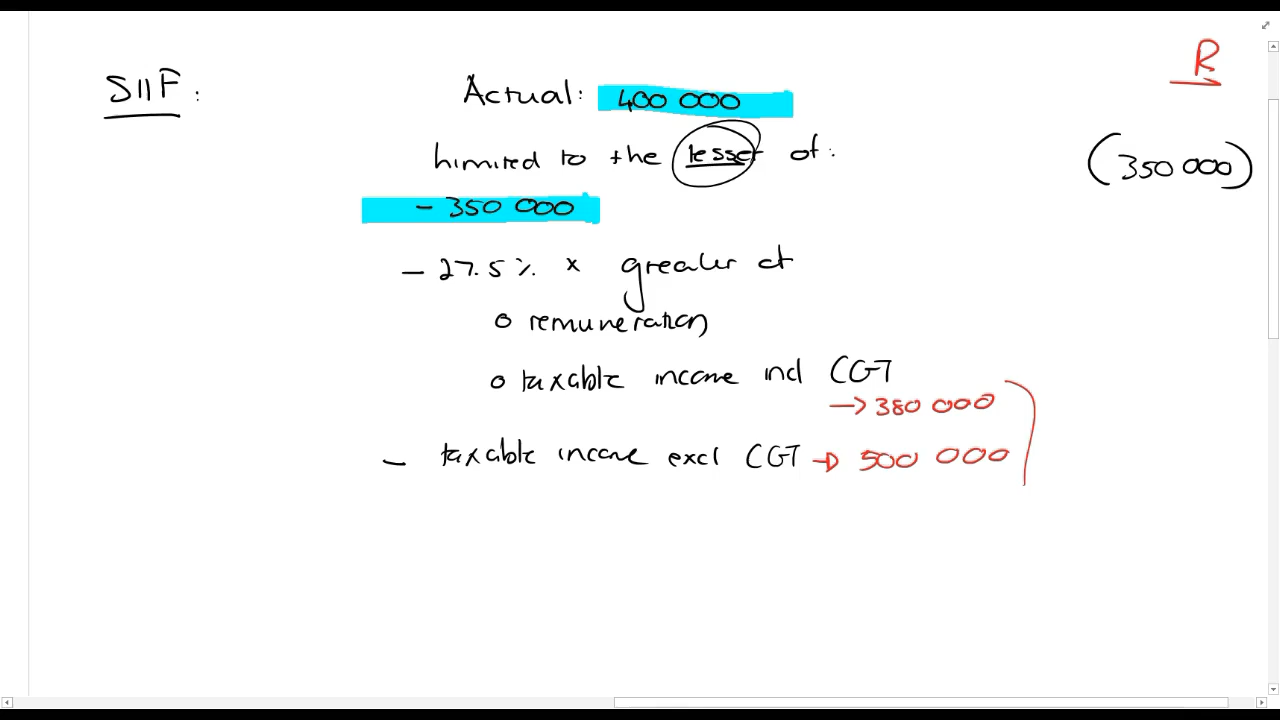 R
S11F: Actual: 400 000
Limited to the lesser of: (350 000)
- 350 000
- 27.5% x greater of
o remuneration
o taxable income incl CGT
→ 380 000
- taxable income excl CGT → 500 000